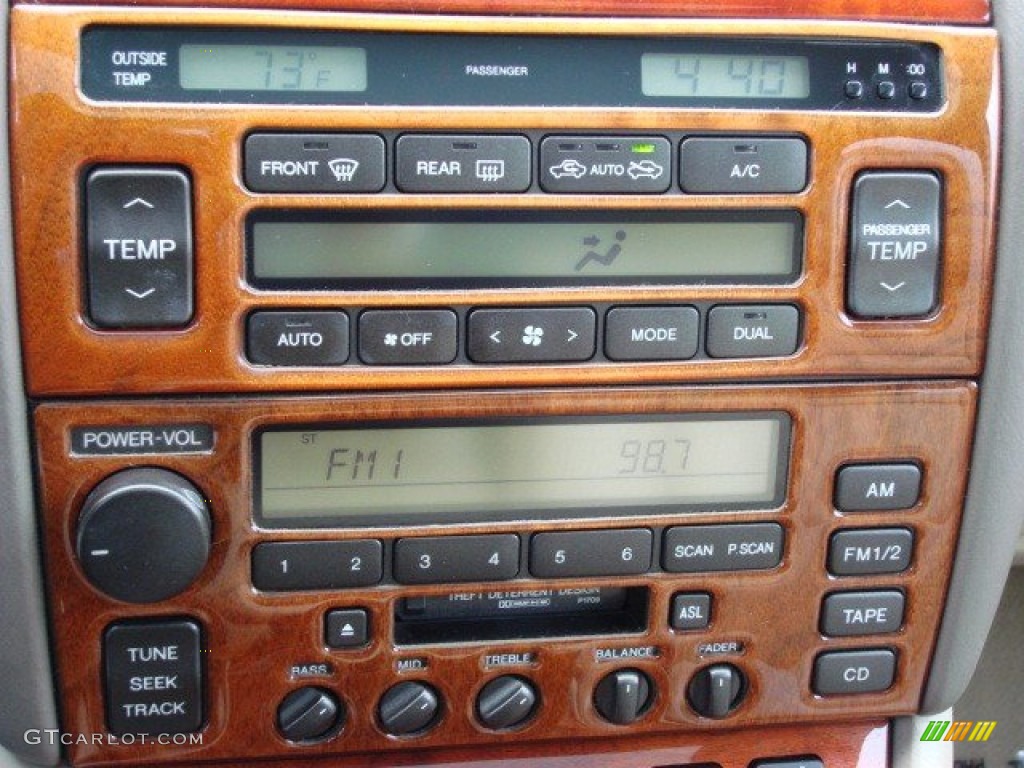 OUTSIDE TEMP 73°F PASSENGER 4 40 H M :00
FRONT REAR AUTO A/C
TEMP PASSENGER TEMP
AUTO OFF < > MODE DUAL
POWER-VOL
ST
FM1 98.7
AM
1 2 3 4 5 6 SCAN P.SCAN FM1/2
THEFT DETERRENT DESIGN
P1709
ASL TAPE
TUNE
SEEK
TRACK
BASS MID TREBLE BALANCE FADER
CD
GTCARLOT.COM